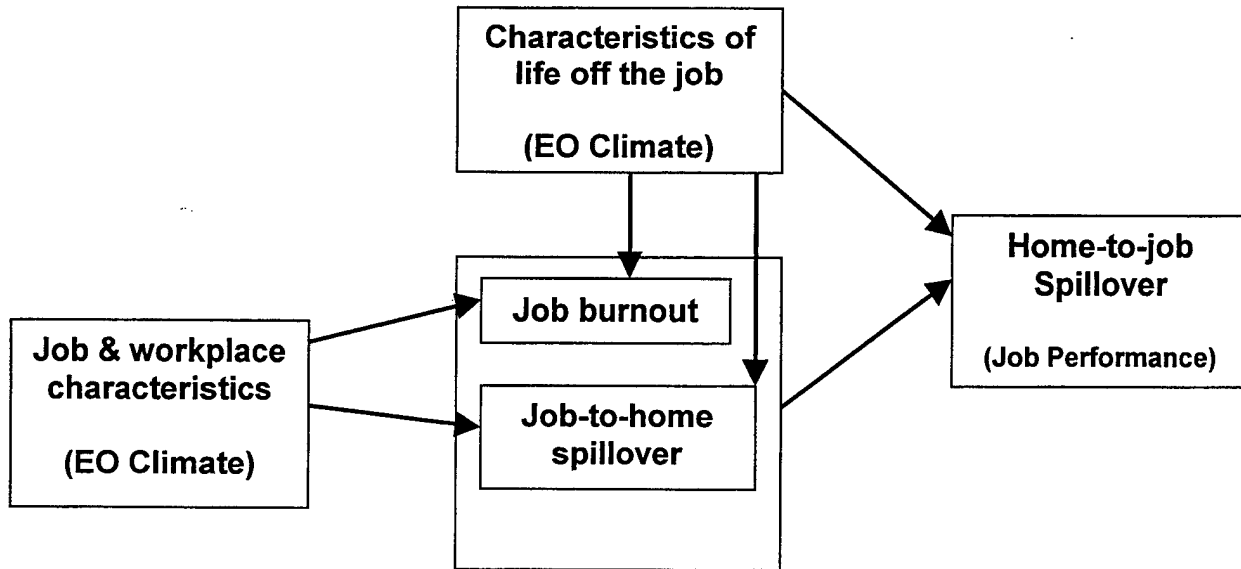 Characteristics of
life off the job
(EO Climate)
Job burnout
Job-to-home
spillover
Job & workplace
characteristics
(EO Climate)
Home-to-job
Spillover
(Job Performance)